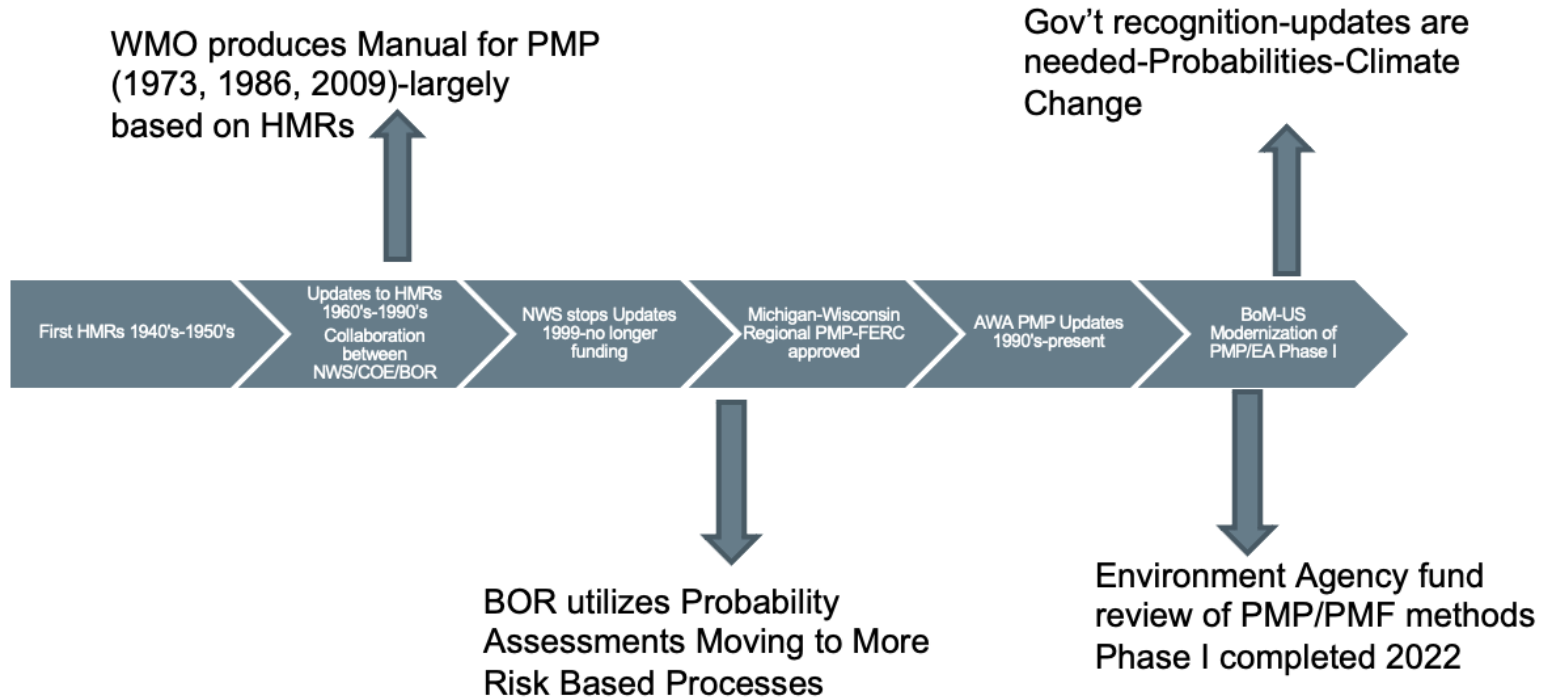 WMO produces Manual for PMP
(1973, 1986, 2009)-largely
based on HMRs
Gov’t recognition-updates are
needed-Probabilities-Climate
Change
First HMRs 1940's-1950's
Updates to HMRs
1960's-1990's
Collaboration
between
NWS/COE/BOR
NWS stops Updates
1999-no longer
funding
Michigan-Wisconsin
Regional PMP-FERC
approved
AWA PMP Updates
1990's-present
BoM-US
Modernization of
PMP/EA Phase I
BOR utilizes Probability
Assessments Moving to More
Risk Based Processes
Environment Agency fund
review of PMP/PMF methods
Phase I completed 2022